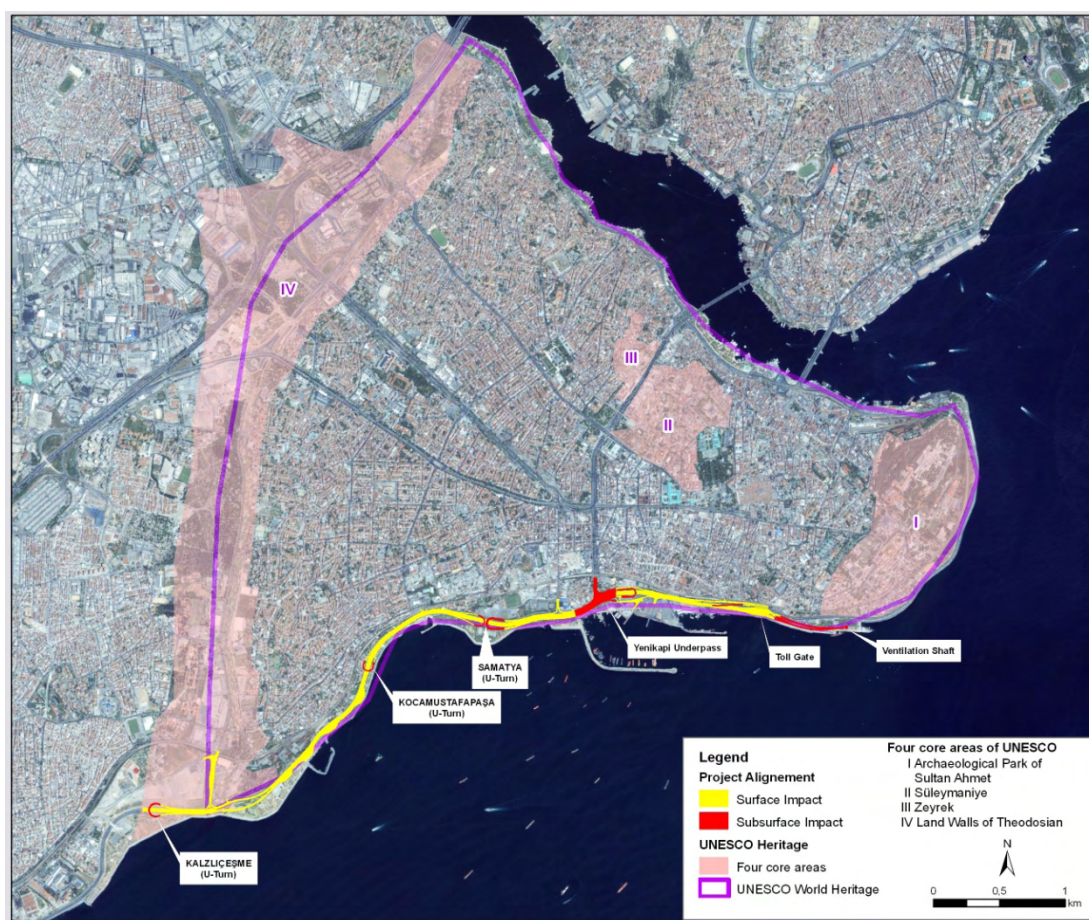 IV
III
II
I
Yenikapi Underpass
Toll Gate
Ventilation Shaft
SAMATYA
(U-Turn)
KOCAMUSTAFAPAŞA
(U-Turn)
KALZLIÇEŞME
(U-Turn)
Legend
Project Alignement
Surface Impact
Subsurface Impact
UNESCO Heritage
Four core areas
UNESCO World Heritage
Four core areas of UNESCO
I Archaeological Park of
Sultan Ahmet
II Süleymaniye
III Zeyrek
IV Land Walls of Theodosian
N
0 0,5 1
km